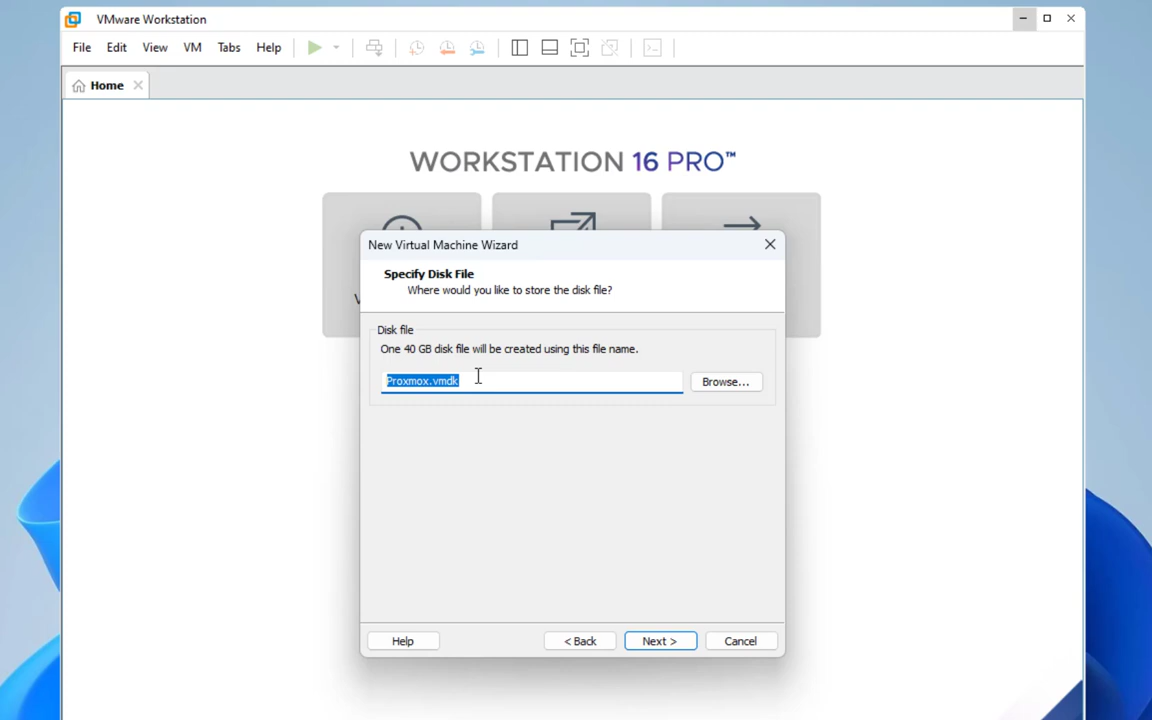 VMware Workstation
File Edit View VM Tabs Help
Home
WORKSTATION 16 PRO™
New Virtual Machine Wizard
Specify Disk File
Where would you like to store the disk file?
Disk file
One 40 GB disk file will be created using this file name.
Proxmox.vmdk Browse...
Help < Back Next > Cancel